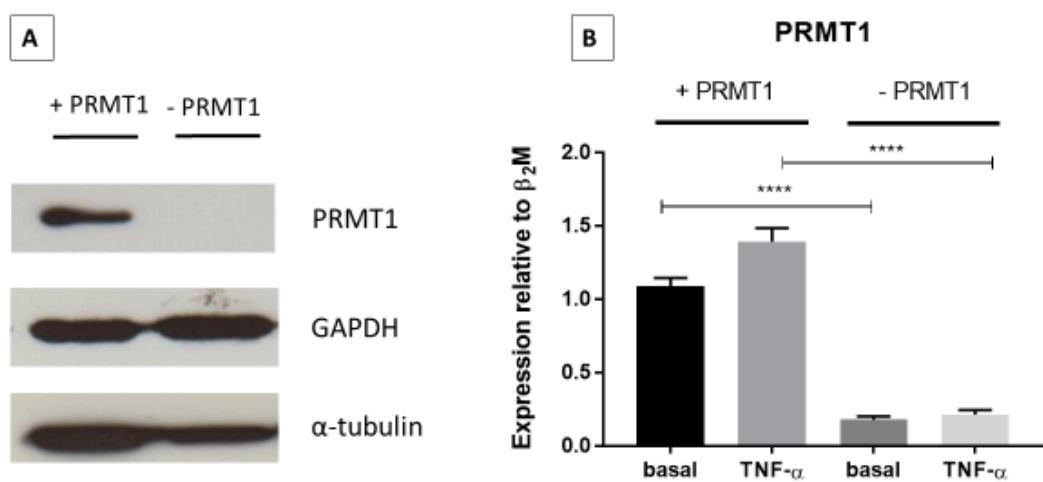 A
+ PRMT1 - PRMT1
PRMT1
GAPDH
α-tubulin
B
PRMT1
+ PRMT1 - PRMT1
Expression relative to β₂M
2.0
1.5
1.0
0.5
0.0
****
****
basal TNF-α basal TNF-α